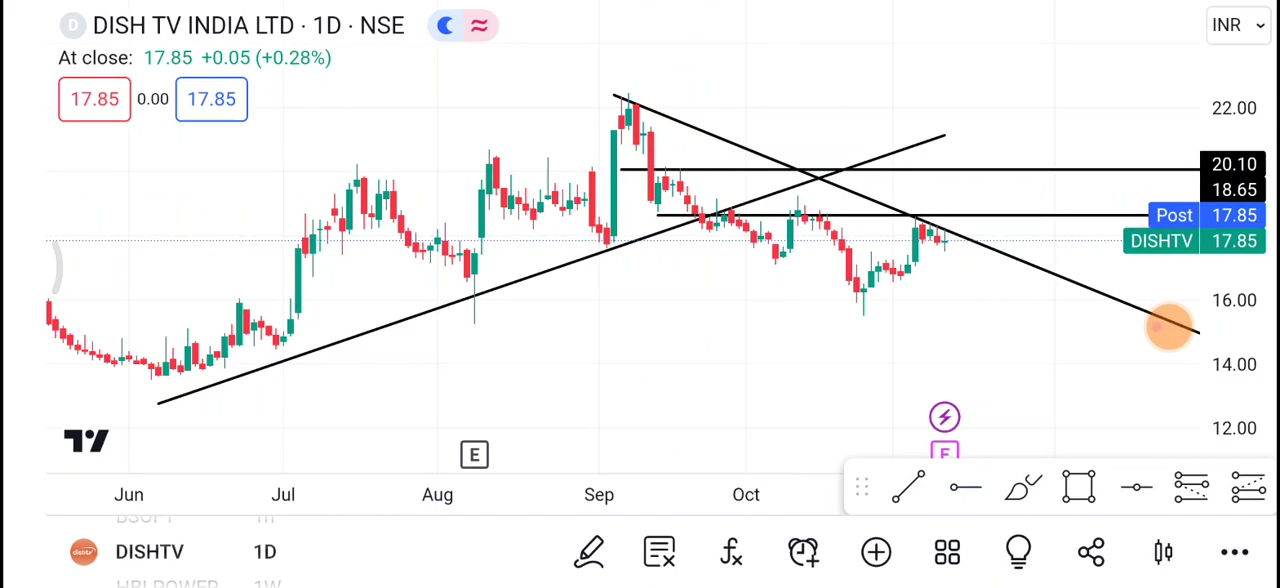 D DISH TV INDIA LTD · 1D · NSE
INR
At close: 17.85 +0.05 (+0.28%)
17.85 0.00 17.85
22.00
20.10
18.65
Post 17.85
DISHTV 17.85
16.00
14.00
12.00
E
E
Jun Jul Aug Sep Oct
DISHTV 1D